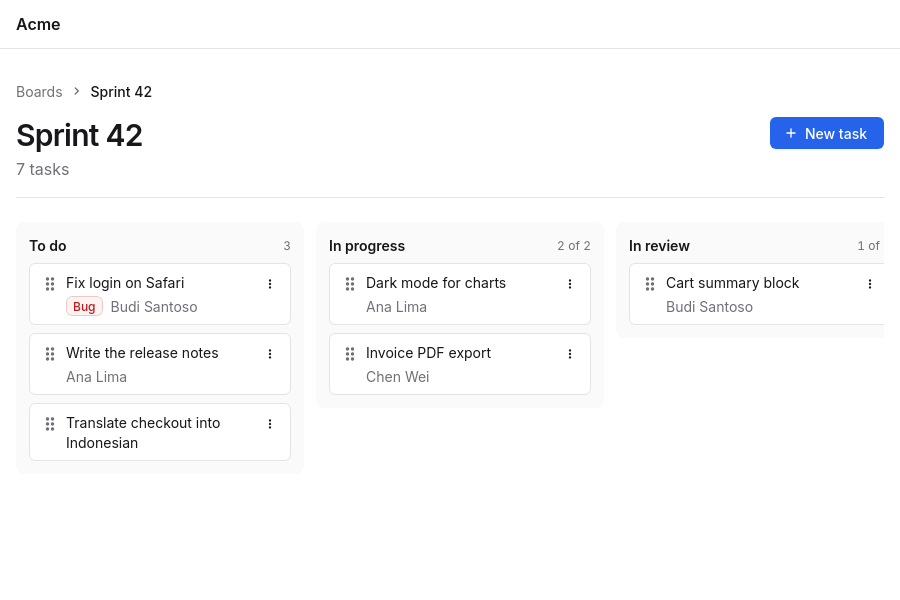 Acme
Boards
Sprint 42
Sprint 42
New task
7 tasks
To do
3
Fix login on Safari
Bug
Budi Santoso
Write the release notes
Ana Lima
Translate checkout into
Indonesian
In progress
2 of 2
Dark mode for charts
Ana Lima
Invoice PDF export
Chen Wei
In review
1 of
Cart summary block
Budi Santoso